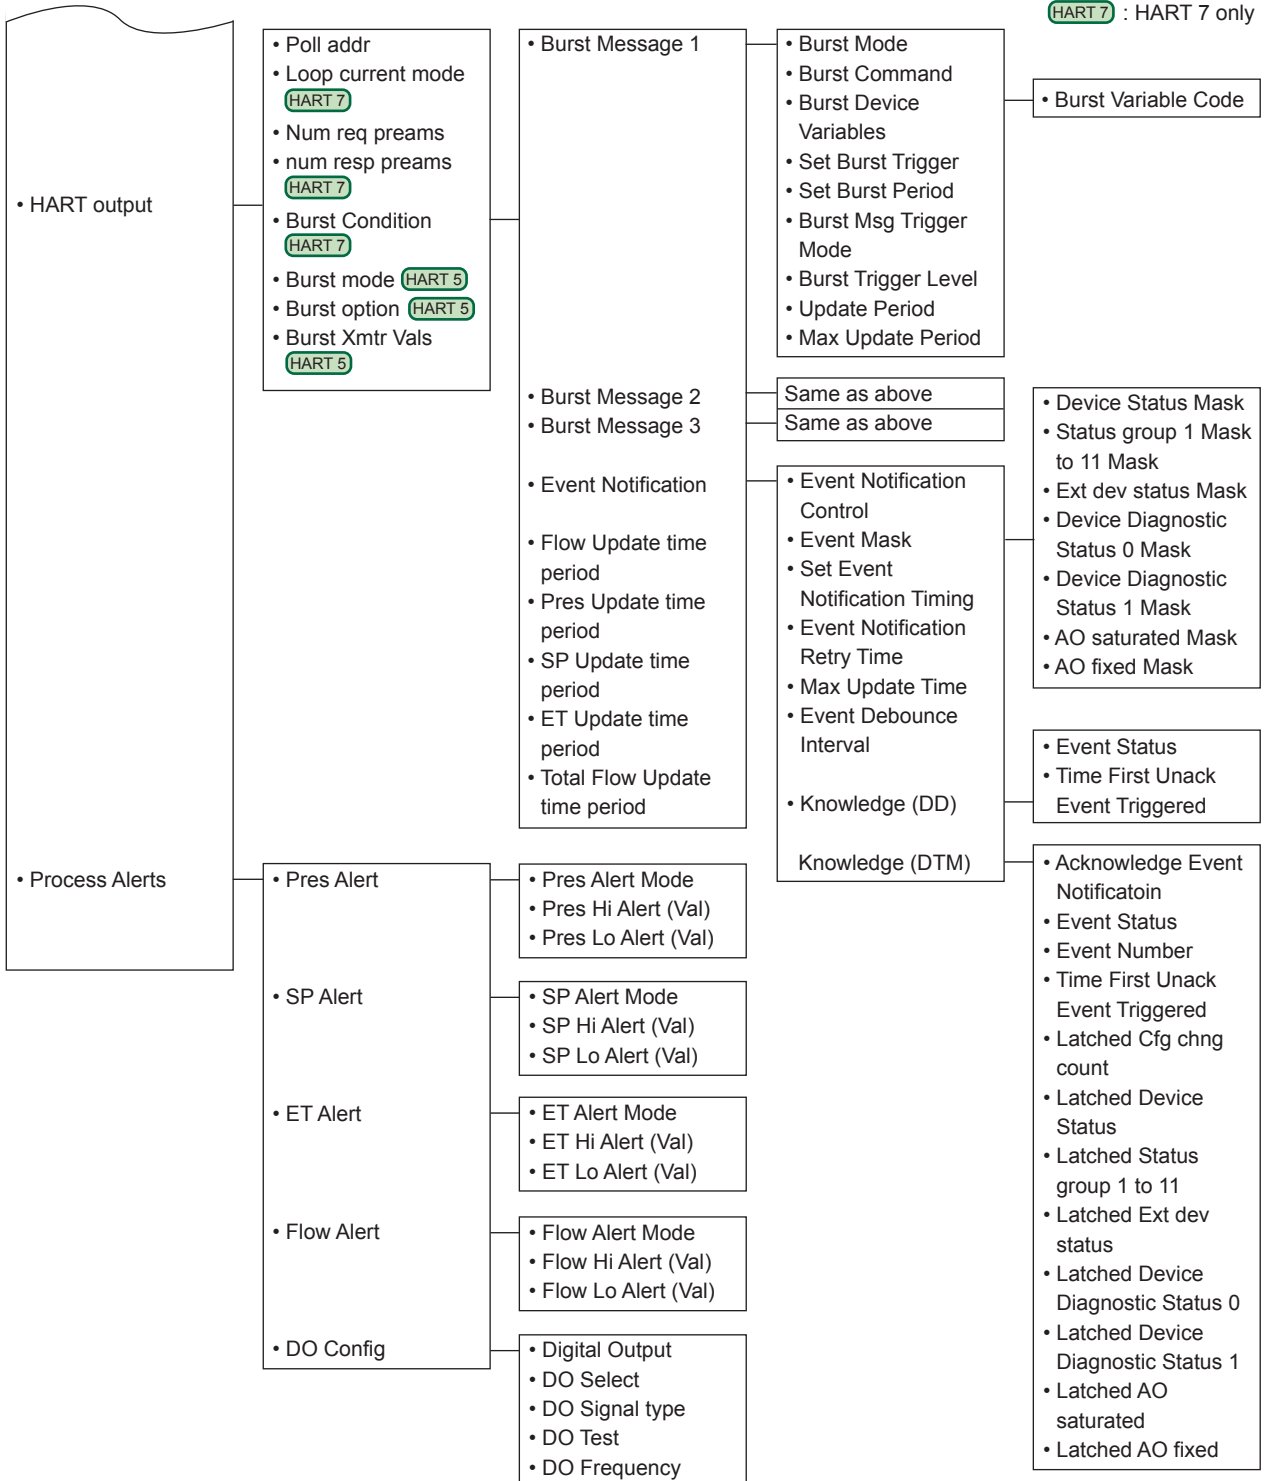 HART 7 : HART 7 only
• HART output
• Process Alerts
• Poll addr
• Loop current mode
HART 7
• Num req preams
• num resp preams
HART 7
• Burst Condition
HART 7
• Burst mode HART 5
• Burst option HART 5
• Burst Xmtr Vals
HART 5
• Burst Message 1
• Burst Message 2
• Burst Message 3
• Event Notification
• Flow Update time
period
• Pres Update time
period
• SP Update time
period
• ET Update time
period
• Total Flow Update
time period
• Burst Mode
• Burst Command
• Burst Device
Variables
• Set Burst Trigger
• Set Burst Period
• Burst Msg Trigger
Mode
• Burst Trigger Level
• Update Period
• Max Update Period
• Burst Variable Code
Same as above
Same as above
• Event Notification
Control
• Event Mask
• Set Event
Notification Timing
• Event Notification
Retry Time
• Max Update Time
• Event Debounce
Interval
• Knowledge (DD)
Knowledge (DTM)
• Device Status Mask
• Status group 1 Mask
to 11 Mask
• Ext dev status Mask
• Device Diagnostic
Status 0 Mask
• Device Diagnostic
Status 1 Mask
• AO saturated Mask
• AO fixed Mask
• Event Status
• Time First Unack
Event Triggered
• Acknowledge Event
Notificatoin
• Event Status
• Event Number
• Time First Unack
Event Triggered
• Latched Cfg chng
count
• Latched Device
Status
• Latched Status
group 1 to 11
• Latched Ext dev
status
• Latched Device
Diagnostic Status 0
• Latched Device
Diagnostic Status 1
• Latched AO
saturated
• Latched AO fixed
• Pres Alert
• Pres Alert Mode
• Pres Hi Alert (Val)
• Pres Lo Alert (Val)
• SP Alert
• SP Alert Mode
• SP Hi Alert (Val)
• SP Lo Alert (Val)
• ET Alert
• ET Alert Mode
• ET Hi Alert (Val)
• ET Lo Alert (Val)
• Flow Alert
• Flow Alert Mode
• Flow Hi Alert (Val)
• Flow Lo Alert (Val)
• DO Config
• Digital Output
• DO Select
• DO Signal type
• DO Test
• DO Frequency